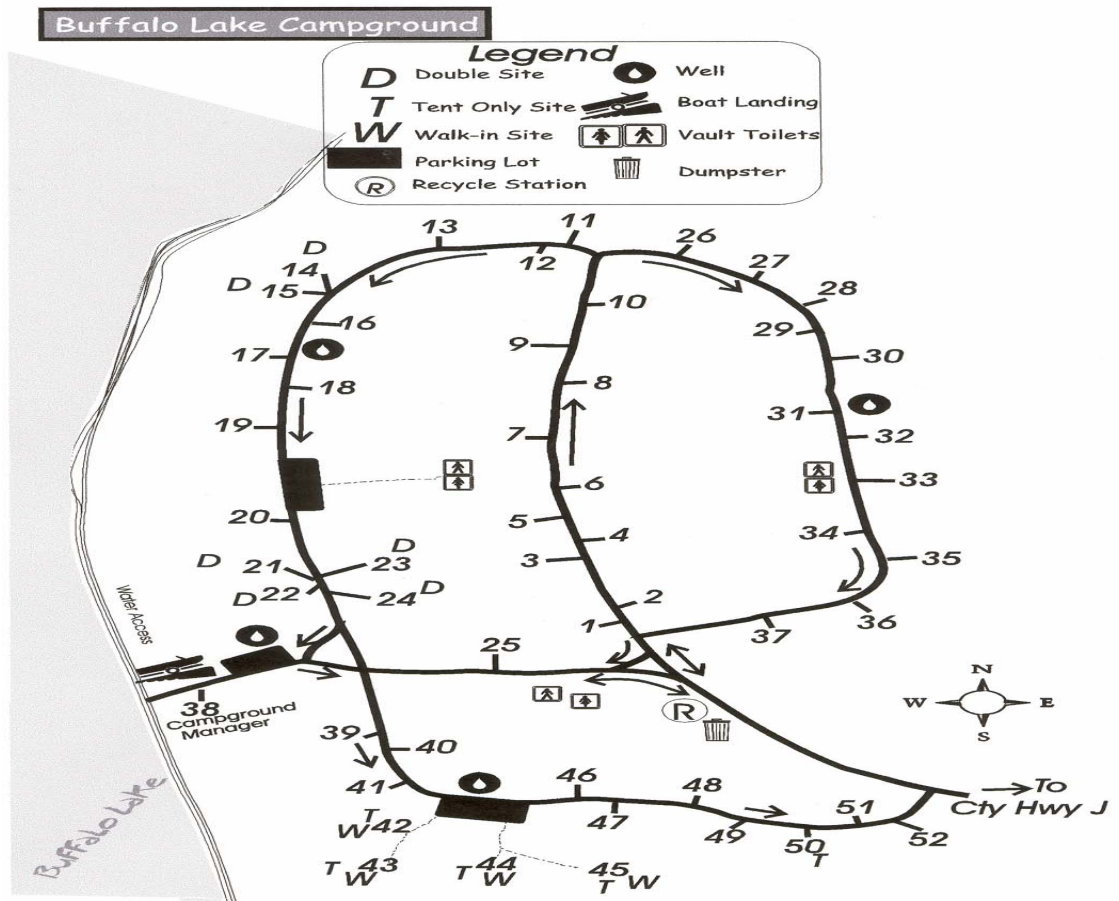 Buffalo Lake Campground
Legend
D Double Site
Well
T Tent Only Site
Boat Landing
W Walk-in Site
Vault Toilets
Parking Lot
Dumpster
R Recycle Station
11
13
26
12
27
D
14
D 15
28
10
16
29
9
17
30
8
18
31
19
7
32
6
33
20
5
4
34
D
3
35
D 21
23
D 22
24 D
2
36
1
37
Water Access
25
N
W E
S
38
Campground
Manager
R
39
40
41
46
48
To
Cty Hwy J
T
W 42
47
49
51
52
50
T
T 43
W
T 44
W
45
T W
Buffalo Lake